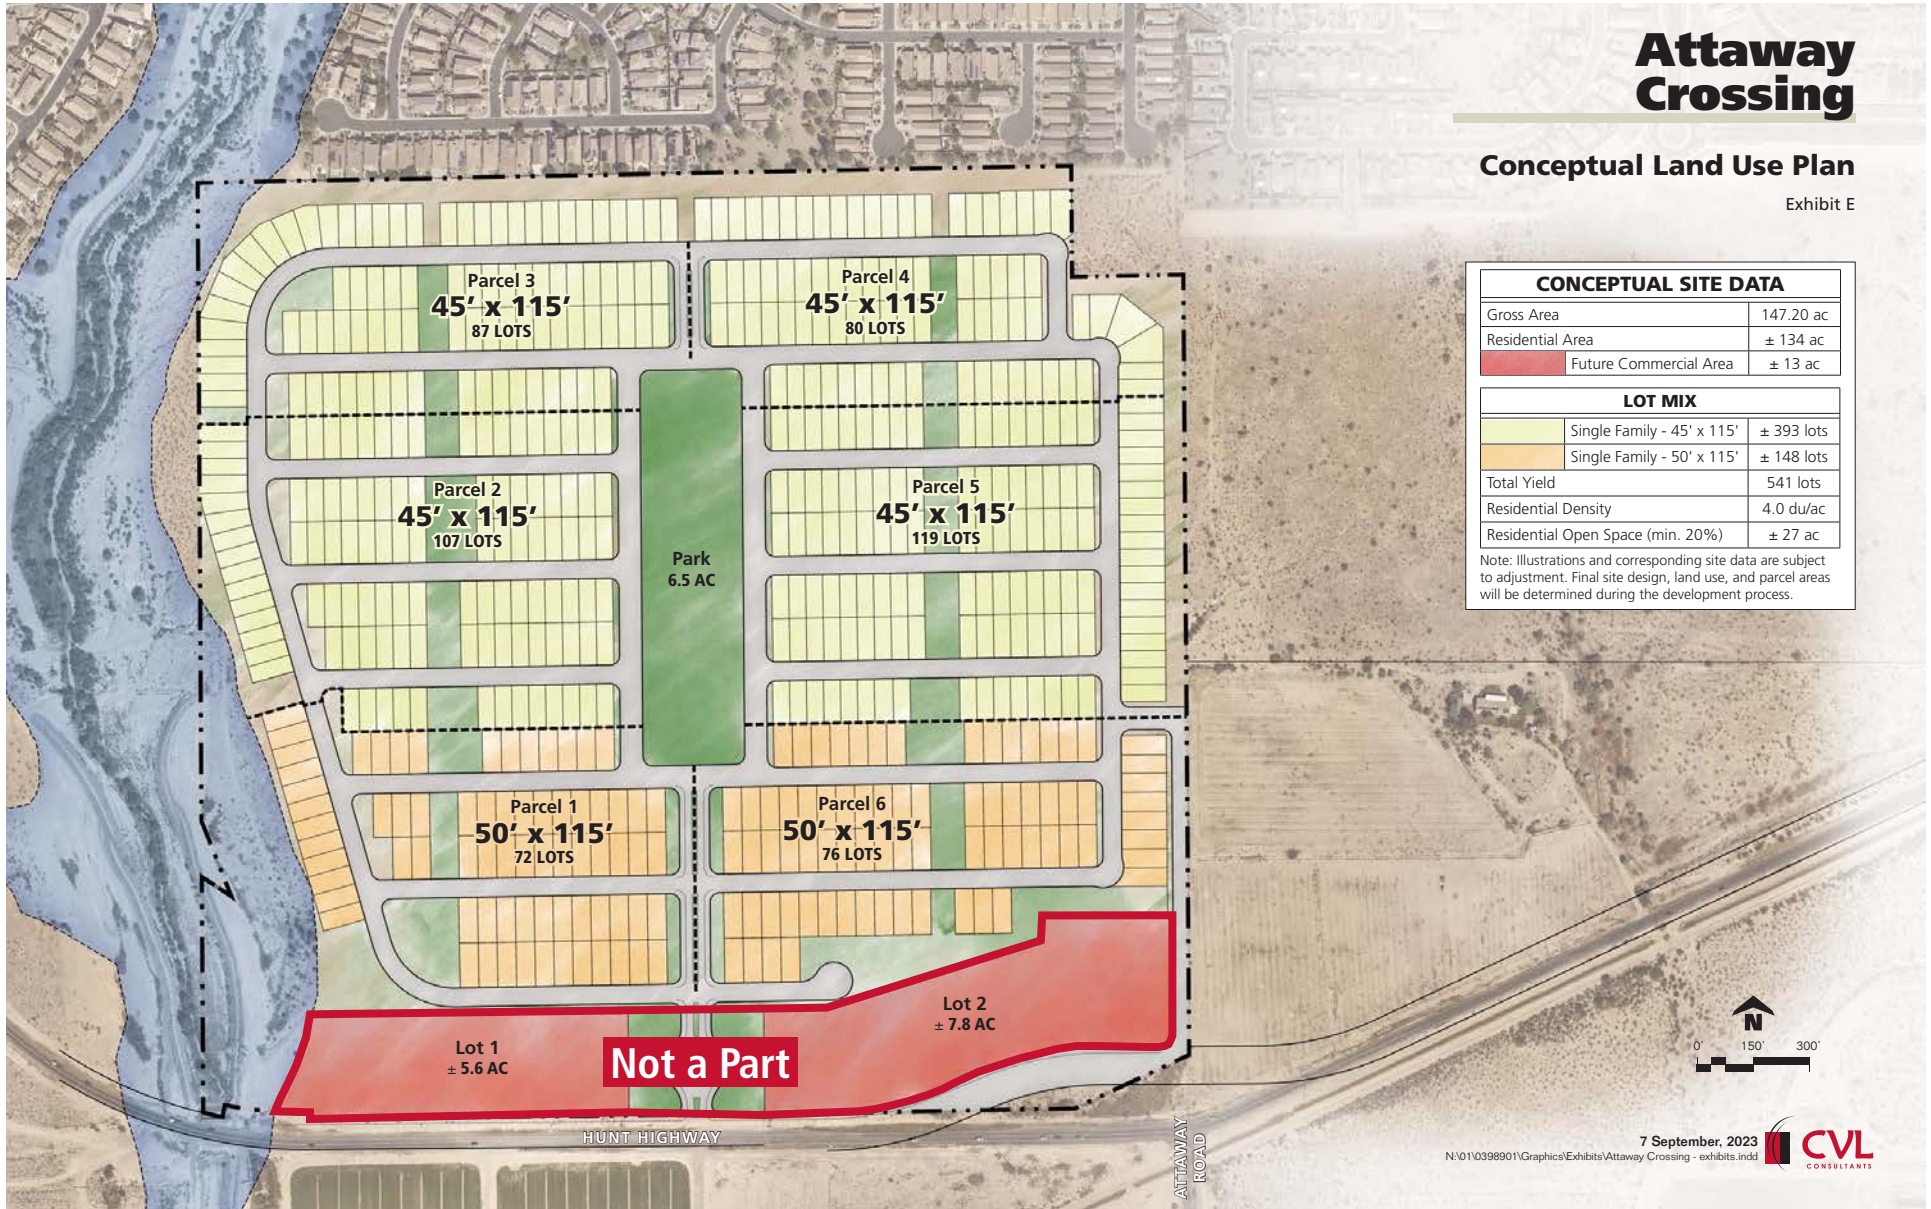 Attaway
Crossing
Conceptual Land Use Plan
Exhibit E
CONCEPTUAL SITE DATA
Gross Area 147.20 ac
Residential Area ± 134 ac
Future Commercial Area ± 13 ac
LOT MIX
Single Family - 45' x 115' ± 393 lots
Single Family - 50' x 115' ± 148 lots
Total Yield 541 lots
Residential Density 4.0 du/ac
Residential Open Space (min. 20%) ± 27 ac
Note: Illustrations and corresponding site data are subject
to adjustment. Final site design, land use, and parcel areas
will be determined during the development process.
Parcel 3
45' x 115'
87 LOTS
Parcel 4
45' x 115'
80 LOTS
Parcel 2
45' x 115'
107 LOTS
Parcel 5
45' x 115'
119 LOTS
Park
6.5 AC
Parcel 1
50' x 115'
72 LOTS
Parcel 6
50' x 115'
76 LOTS
Lot 1
± 5.6 AC
Not a Part
Lot 2
± 7.8 AC
HUNT HIGHWAY
ATTAWAY
ROAD
N
0' 150' 300'
7 September, 2023
N:\01\0398901\Graphics\Exhibits\Attaway Crossing - exhibits.indd
CVL
CONSULTANTS